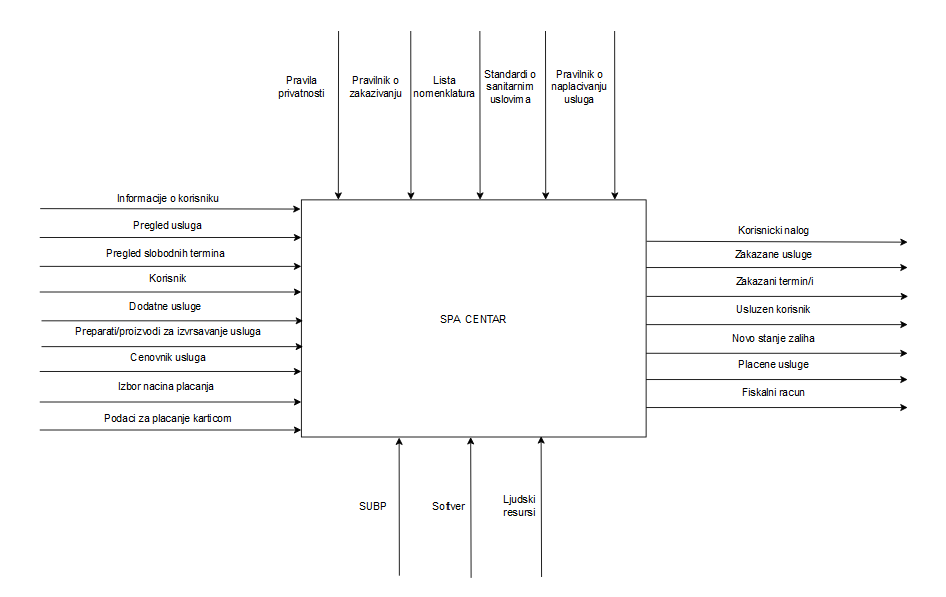 Pravila
privatnosti
Pravilnik o
zakazivanju
Lista
nomenklatura
Standardi o
sanitarnim
uslovima
Pravilnik o
naplacivanju
usluga
Informacije o korisniku
Pregled usluga
Pregled slobodnih termina
Korisnik
Dodatne usluge
Preparati/proizvodi za izvrsavanje usluga
Cenovnik usluga
Izbor nacina placanja
Podaci za placanje karticom
SPA CENTAR
Korisnicki nalog
Zakazane usluge
Zakazani termin/i
Usluzen korisnik
Novo stanje zaliha
Placene usluge
Fiskalni racun
SUBP
Softver
Ljudski
resursi